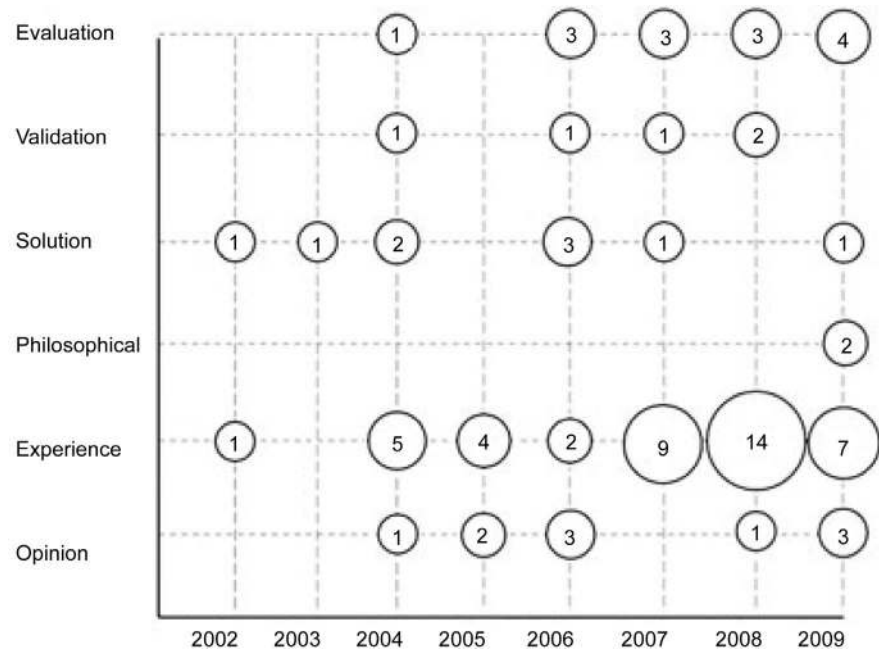 Evaluation 1 3 3 3 4
Validation 1 1 1 2
Solution 1 1 2 3 1 1
Philosophical 2
Experience 1 5 4 2 9 14 7
Opinion 1 2 3 1 3
2002 2003 2004 2005 2006 2007 2008 2009